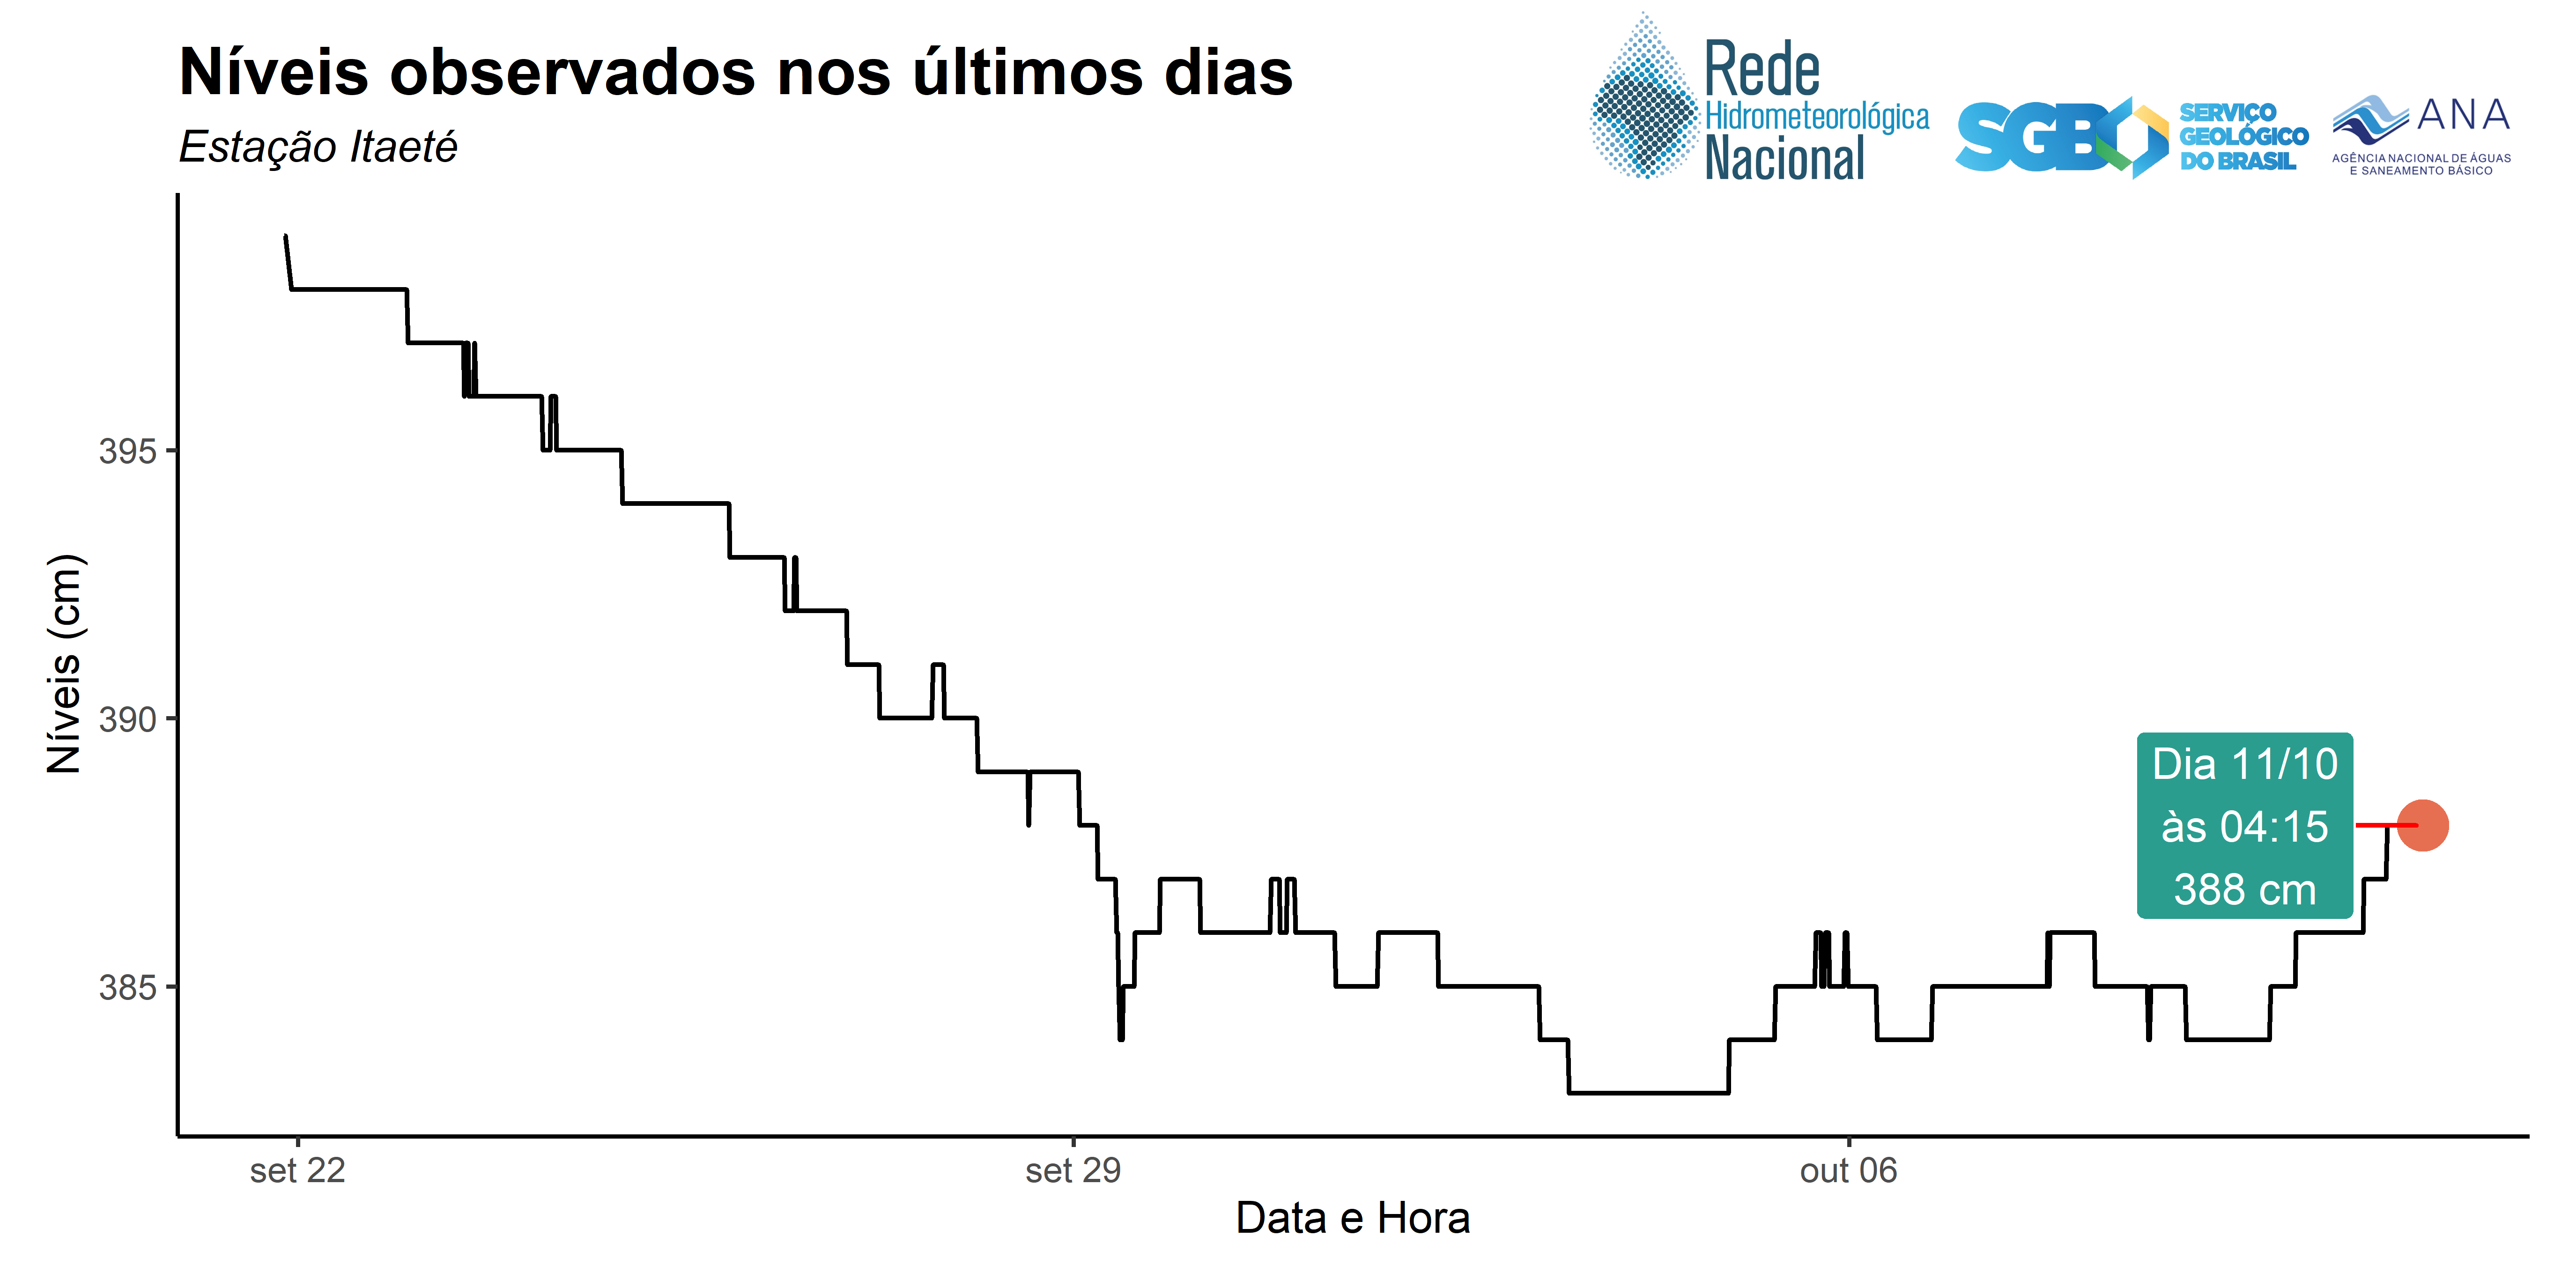 Níveis observados nos últimos dias
Estação Itaeté
Rede
Hidrometeorológica
Nacional
SGB
SERVIÇO
GEOLÓGICO
DO BRASIL
ANA
AGÊNCIA NACIONAL DE ÁGUAS
E SANEAMENTO BÁSICO
Níveis (cm)
395
390
385
Dia 11/10
às 04:15
388 cm
set 22
set 29
out 06
Data e Hora